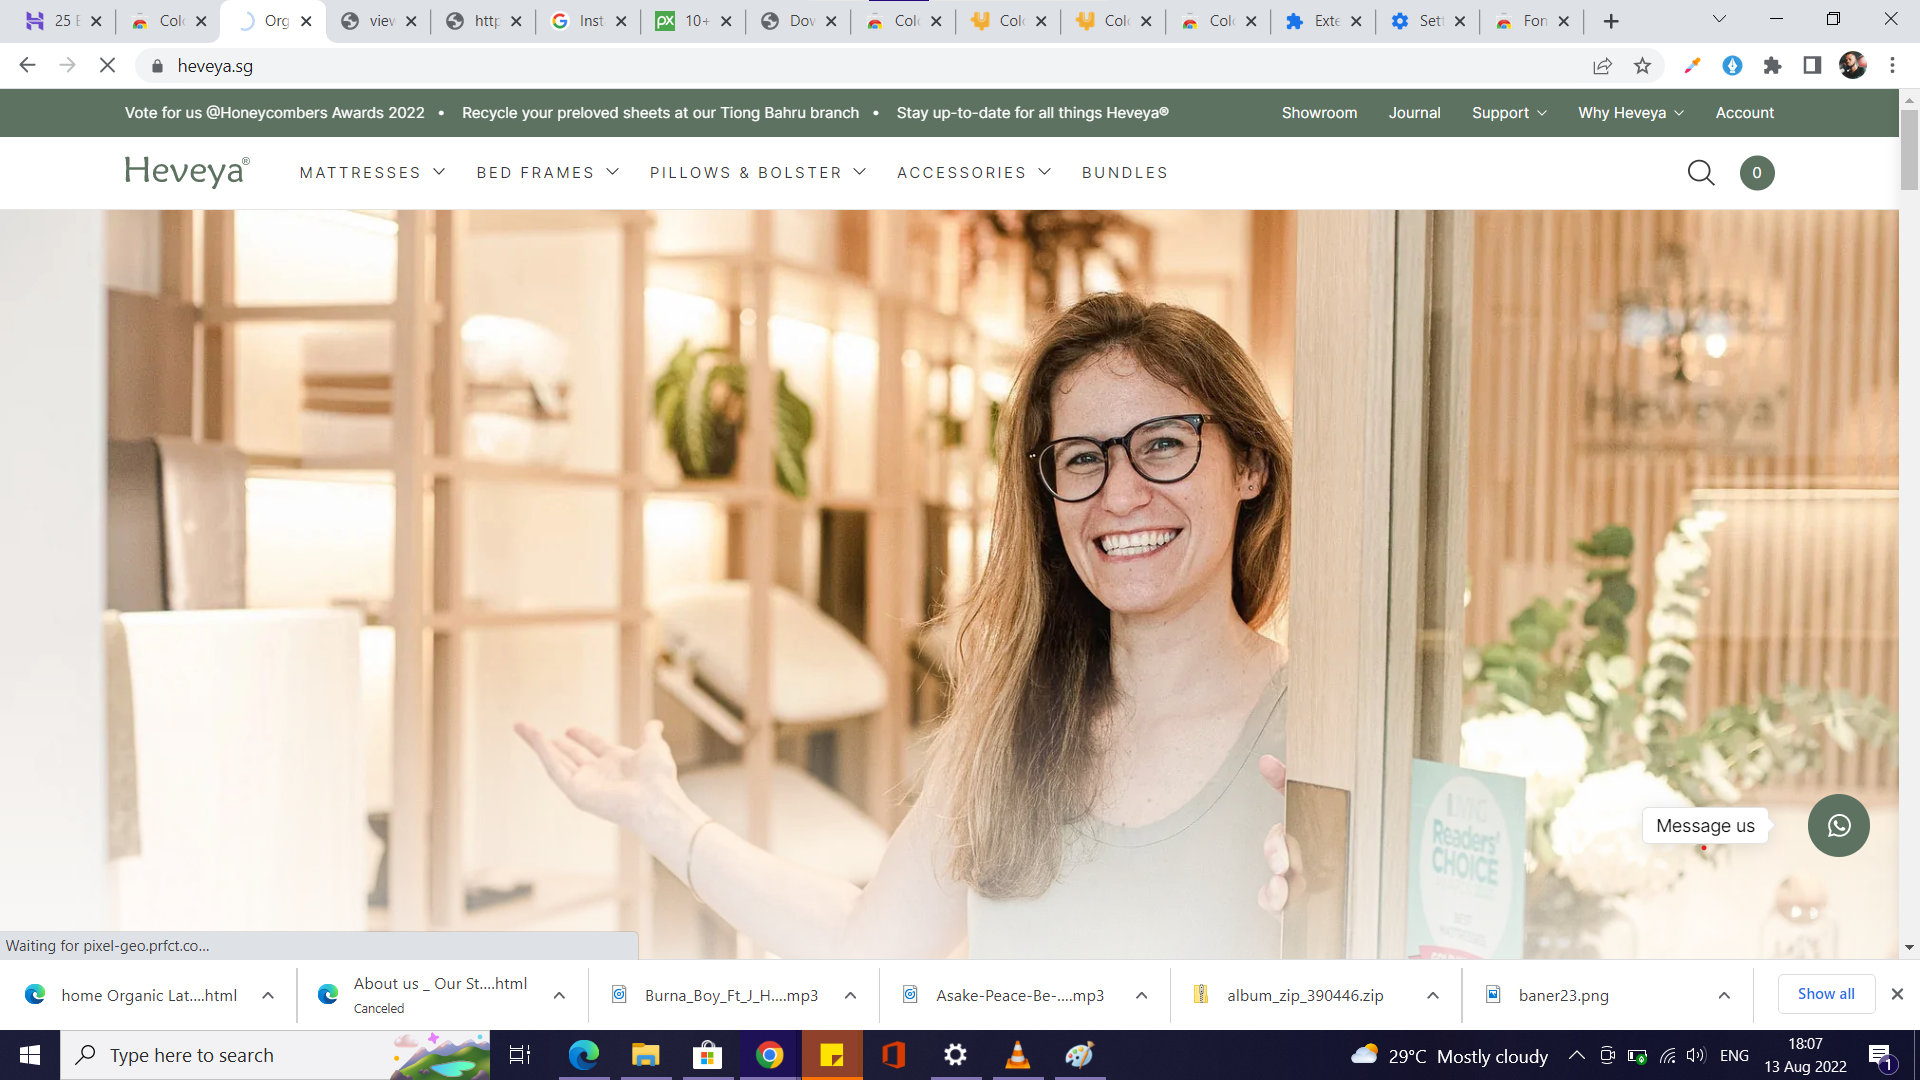 25 E
Colo
Org
view
http
Inst
10+
Dow
Colo
Colo
Colo
Colo
Exte
Sett
Fon
heveya.sg
Vote for us @Honeycombers Awards 2022 • Recycle your preloved sheets at our Tiong Bahru branch • Stay up-to-date for all things Heveya®
Showroom Journal Support Why Heveya Account
Heveya®
MATTRESSES BED FRAMES PILLOWS & BOLSTER ACCESSORIES BUNDLES
0
Heveya
LIVING
Readers'
CHOICE
Message us
Waiting for pixel-geo.prfct.co...
home Organic Lat....html
About us _ Our St....html
Canceled
Burna_Boy_Ft_J_H....mp3
Asake-Peace-Be-....mp3
album_zip_390446.zip
baner23.png
Show all
Type here to search
29°C Mostly cloudy
ENG
18:07
13 Aug 2022
1